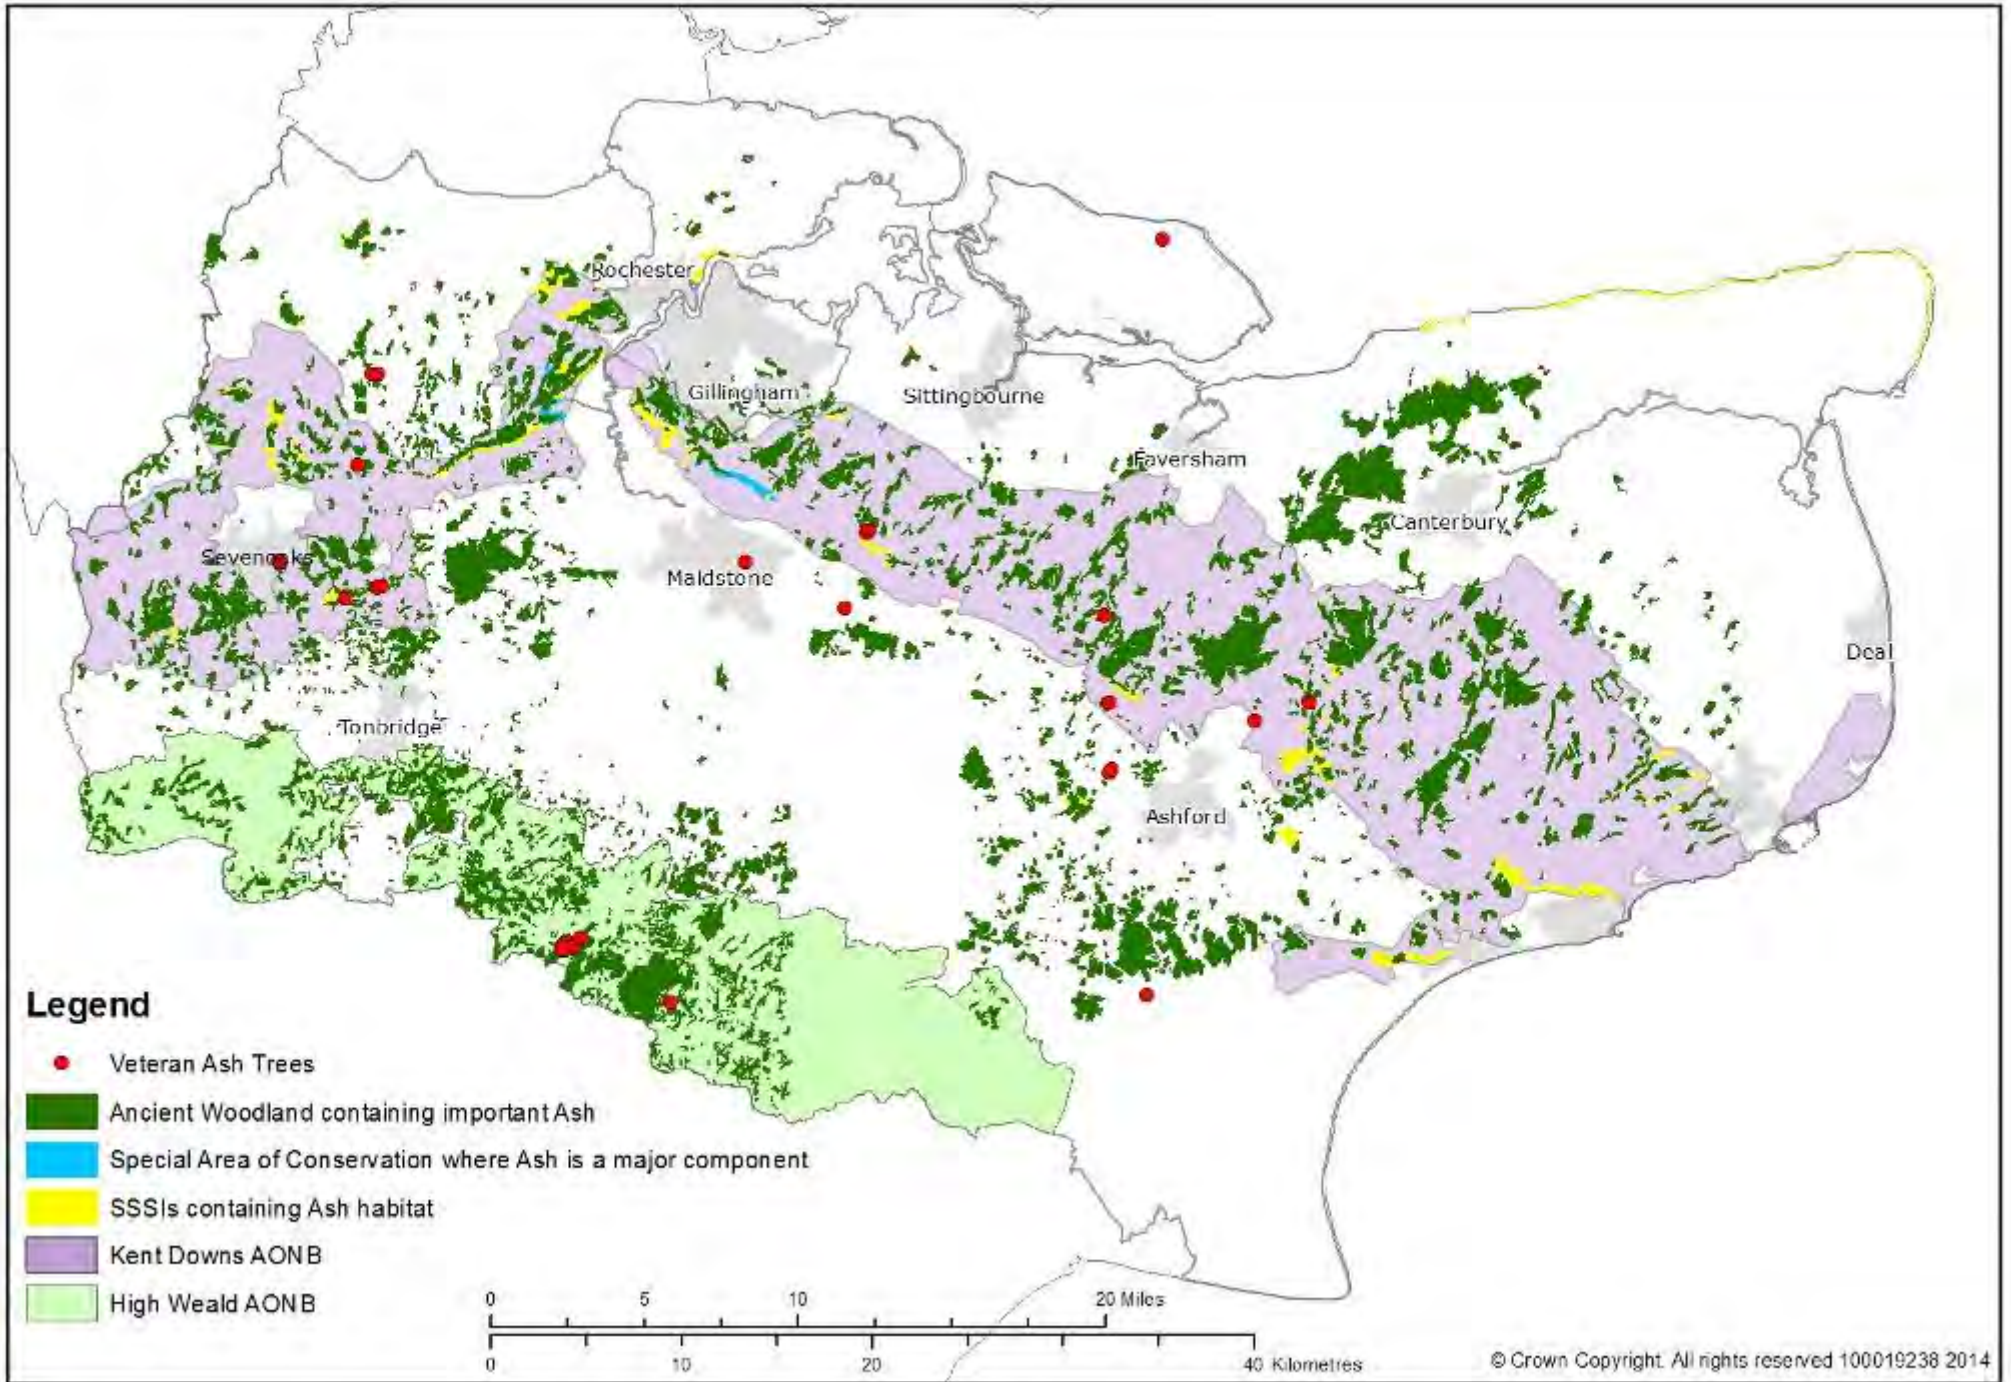 Rochester
Gillingham
Sittingbourne
Faversham
Canterbury
Sevenoaks
Maidstone
Deal
Tonbridge
Ashford
Legend
Veteran Ash Trees
Ancient Woodland containing important Ash
Special Area of Conservation where Ash is a major component
SSSIs containing Ash habitat
Kent Downs AONB
High Weald AONB
0 5 10 20 Miles
0 10 20 40 Kilometres
© Crown Copyright. All rights reserved 100019238 2014